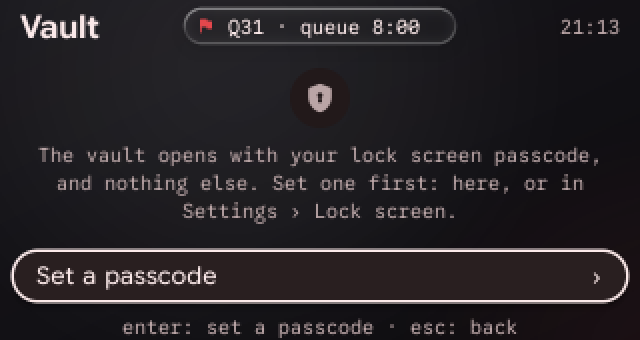 Vault
Q31 · queue 8:00
21:13
The vault opens with your lock screen passcode,
and nothing else. Set one first: here, or in
Settings › Lock screen.
Set a passcode ›
enter: set a passcode · esc: back